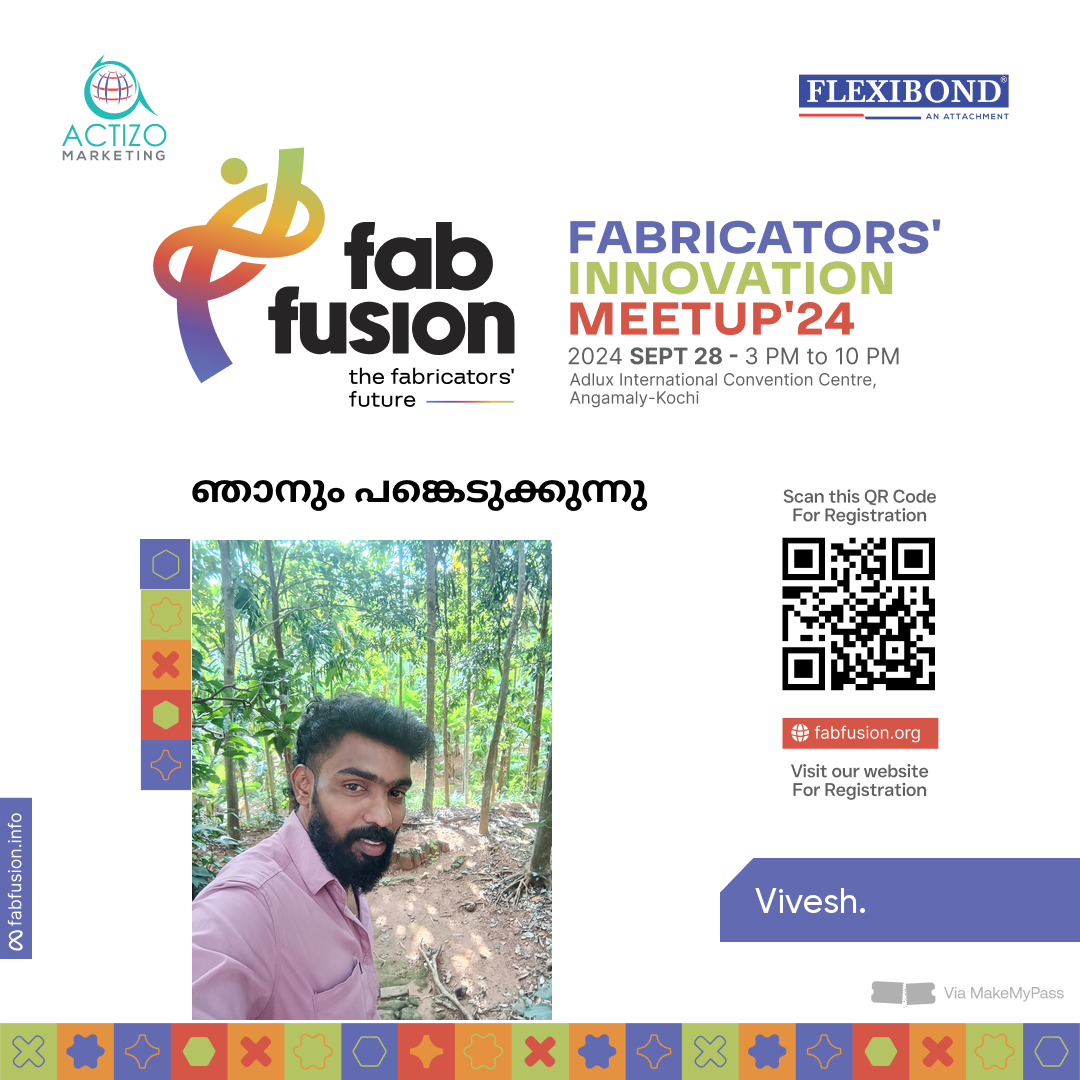 ACTIZO
MARKETING
FLEXIBOND®
AN ATTACHMENT
fab
fusion
the fabricators'
future
FABRICATORS'
INNOVATION
MEETUP'24
2024 SEPT 28 - 3 PM to 10 PM
Adlux International Convention Centre,
Angamaly-Kochi
ഞാനും പങ്കെടുക്കുന്നു
Scan this QR Code
For Registration
fabfusion.org
Visit our website
For Registration
fabfusion.info
Vivesh.
Via MakeMyPass